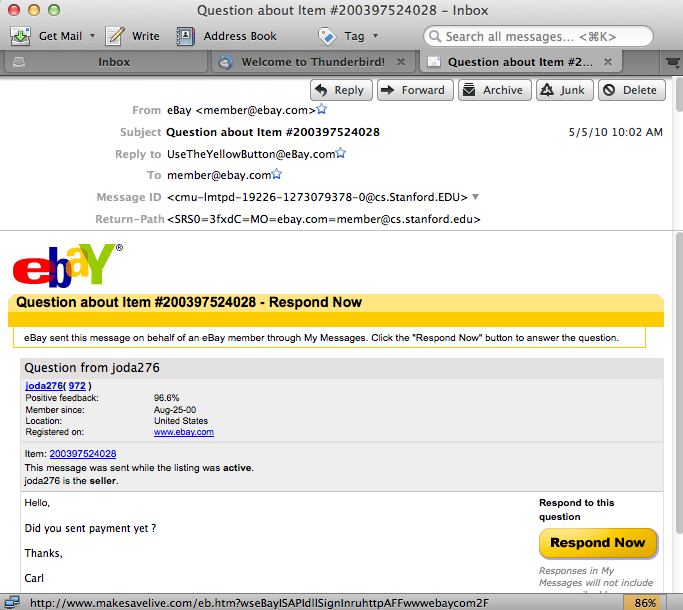 Question about Item #200397524028 – Inbox
Get Mail Write Address Book Tag Search all messages... <⌘K>
Inbox Welcome to Thunderbird! Question about Item #2...
Reply Forward Archive Junk Delete
From eBay <member@ebay.com>
Subject Question about Item #200397524028 5/5/10 10:02 AM
Reply to UseTheYellowButton@eBay.com
To member@ebay.com
Message ID <cmu-lmtpd-19226-1273079378-0@cs.Stanford.EDU>
Return-Path <SRS0=3fxdC=MO=ebay.com=member@cs.stanford.edu>
ebay®
Question about Item #200397524028 - Respond Now
eBay sent this message on behalf of an eBay member through My Messages. Click the "Respond Now" button to answer the question.
Question from joda276
joda276( 972 )
Positive feedback: 96.6%
Member since: Aug-25-00
Location: United States
Registered on: www.ebay.com
Item: 200397524028
This message was sent while the listing was active.
joda276 is the seller.
Hello,
Did you sent payment yet ?
Thanks,
Carl
Respond to this
question
Respond Now
Responses in My
Messages will not include
http://www.makesavelive.com/eb.htm?wseBayISAPIdllSignInruhttpAFFwwwebaycom2F 86%